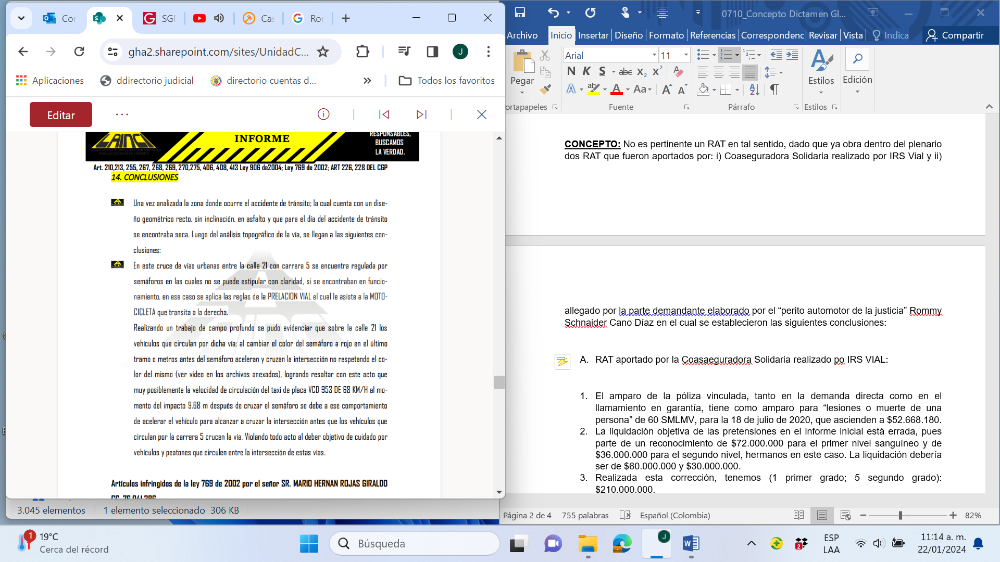 Cor
SGI
Cas
Ror
gha2.sharepoint.com/sites/UnidadC...
J
Aplicaciones
ddirectorio judicial
directorio cuentas d...
Todos los favoritos
Editar
INFORME
RESPONSABLES,
BUSCAMOS
LA VERDAD.
Art. 210,213, 255, 267, 268, 269, 270,275, 406, 408, 413 Ley 906 de2004; Ley 769 de 2002; ART 226, 228 DEL CGP
14. CONCLUSIONES
Una vez analizada la zona donde ocurre el accidente de tránsito; la cual cuenta con un dise-
ño geométrico recto, sin inclinación, en asfalto y que para el día del accidente de tránsito
se encontraba seca. Luego del análisis topográfico de la vía, se llegan a las siguientes con-
clusiones:
En este cruce de vías urbanas entre la calle 21 con carrera 5 se encuentra regulada por
semáforos en las cuales no se puede estipular con claridad, si se encontraban en funcio-
namiento, en ese caso se aplica las reglas de la PRELACION VIAL el cual le asiste a la MOTO-
CICLETA que transita a la derecha.
Realizando un trabajo de campo profundo se pudo evidenciar que sobre la calle 21 los
vehículos que circulan por dicha vía; al cambiar el color del semáforo a rojo en el último
tramo o metros antes del semáforo aceleran y cruzan la intersección no respetando el co-
lor del mismo (ver video en los archivos anexados), logrando resaltar con este acto que
muy posiblemente la velocidad de circulación del taxi de placa VCD 953 DE 68 KM/H al mo-
mento del impacto 9.68 m después de cruzar el semáforo se debe a ese comportamiento
de acelerar el vehículo para alcanzar a cruzar la intersección antes que los vehículos que
circulan por la carrera 5 crucen la vía. Violando todo acto al deber objetivo de cuidado por
vehículos y peatones que circulen entre la intersección de estas vías.
Artículos infringidos de la ley 769 de 2002 por el señor SR. MARIO HERNAN ROJAS GIRALDO
3.045 elementos
1 elemento seleccionado 306 KB
0710_Concepto Dictamen Gl...
Archivo
Inicio
Insertar
Diseño
Formato
Referencias
Correspondenc
Revisar
Vista
Indica
Compartir
Pegar
Arial
11
N K S abc X₂ X²
Aa
Estilos
Edición
ortapapeles
Fuente
Párrafo
Estilos
CONCEPTO: No es pertinente un RAT en tal sentido, dado que ya obra dentro del plenario
dos RAT que fueron aportados por: i) Coaseguradora Solidaria realizado por IRS Vial y ii)
allegado por la parte demandante elaborado por el “perito automotor de la justicia” Rommy
Schnaider Cano Díaz en el cual se establecieron las siguientes conclusiones:
A. RAT aportado por la Coasaeguradora Solidaria realizado po IRS VIAL:
1. El amparo de la póliza vinculada, tanto en la demanda directa como en el
llamamiento en garantía, tiene como amparo para “lesiones o muerte de una
persona” de 60 SMLMV, para la 18 de julio de 2020, que ascienden a $52.668.180.
2. La liquidación objetiva de las pretensiones en el informe inicial está errada, pues
parte de un reconocimiento de $72.000.000 para el primer nivel sanguíneo y de
$36.000.000 para el segundo nivel, hermanos en este caso. La liquidación debería
ser de $60.000.000 y $30.000.000.
3. Realizada esta corrección, tenemos (1 primer grado; 5 segundo grado):
$210.000.000.
Página 2 de 4
755 palabras
Español (Colombia)
82%
1
19°C
Cerca del récord
Búsqueda
J
2
ESP
LAA
11:14 a. m.
22/01/2024